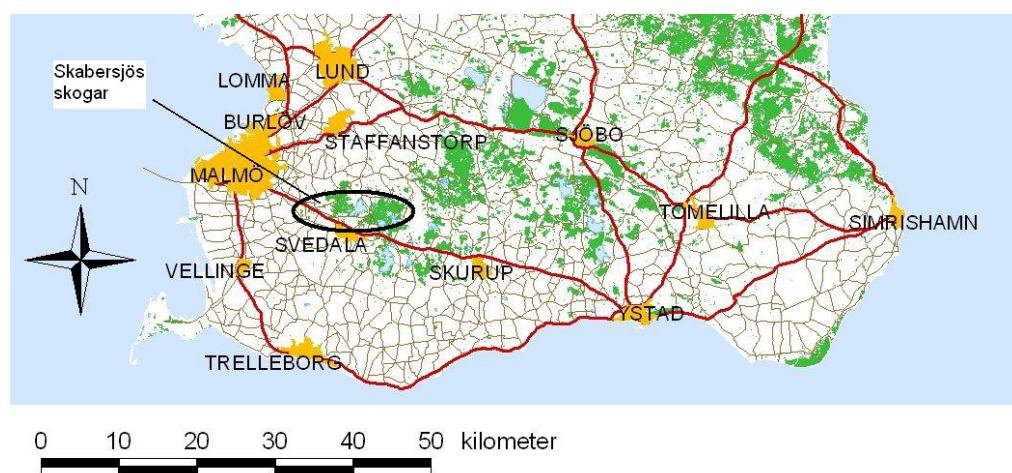 Skabersjös
skogar
LOMMA
LUND
BURLÖV
STAFFANSTORP
SJÖBO
MALMÖ
N
TOMELILLA
SIMRISHAMN
SVEDALA
VELLINGE
SKURUP
YSTAD
TRELLEBORG
0 10 20 30 40 50 kilometer